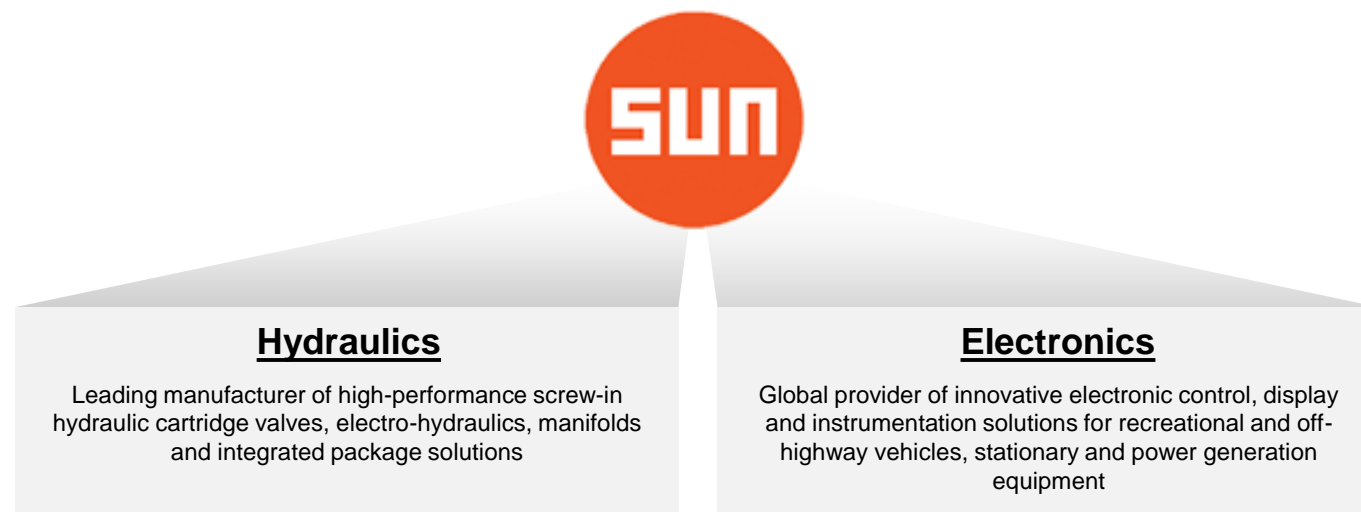 SUN
Hydraulics
Leading manufacturer of high-performance screw-in
hydraulic cartridge valves, electro-hydraulics, manifolds
and integrated package solutions
Electronics
Global provider of innovative electronic control, display
and instrumentation solutions for recreational and off-
highway vehicles, stationary and power generation
equipment